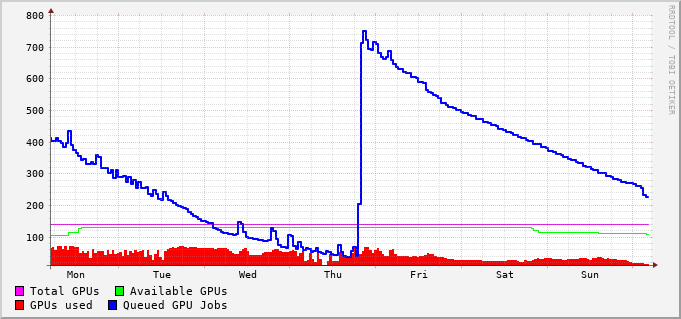 800
700
600
500
400
300
200
100
Mon Tue Wed Thu Fri Sat Sun
RRDTOOL / TOBI OETIKER
Total GPUs Available GPUs
GPUs used Queued GPU Jobs